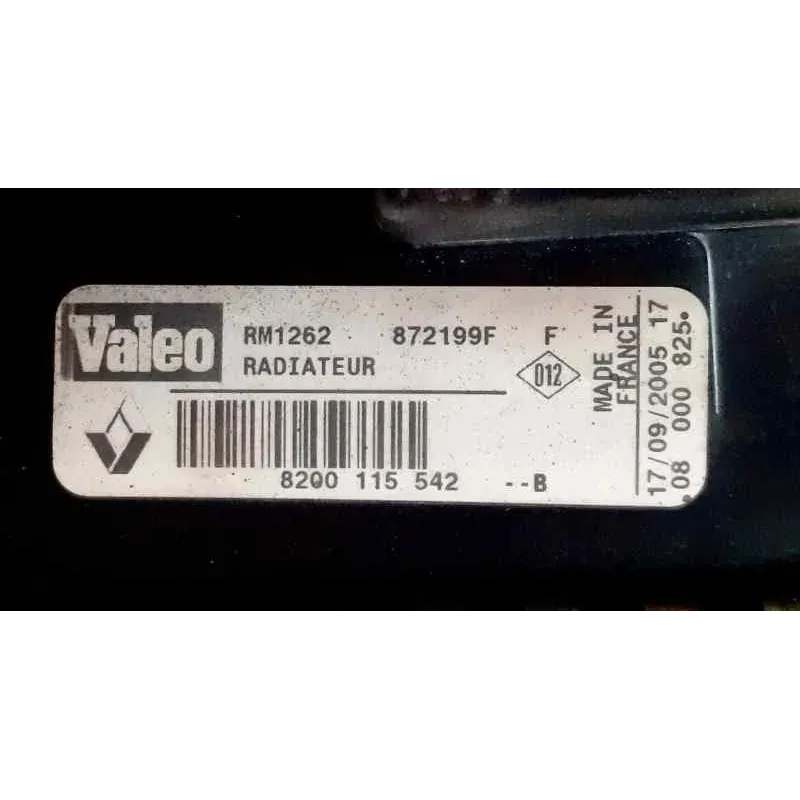 Valeo
RM1262 872199F F
RADIATEUR
012
8200 115 542 --B
MADE IN
FRANCE
17/09/2005 17
08 000 825